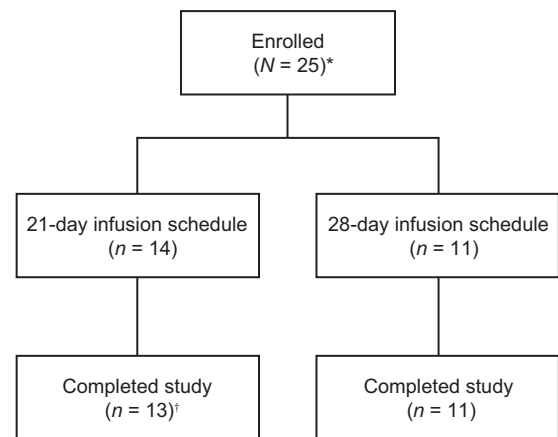 Enrolled
(N = 25)*
21-day infusion schedule
(n = 14)
28-day infusion schedule
(n = 11)
Completed study
(n = 13)†
Completed study
(n = 11)